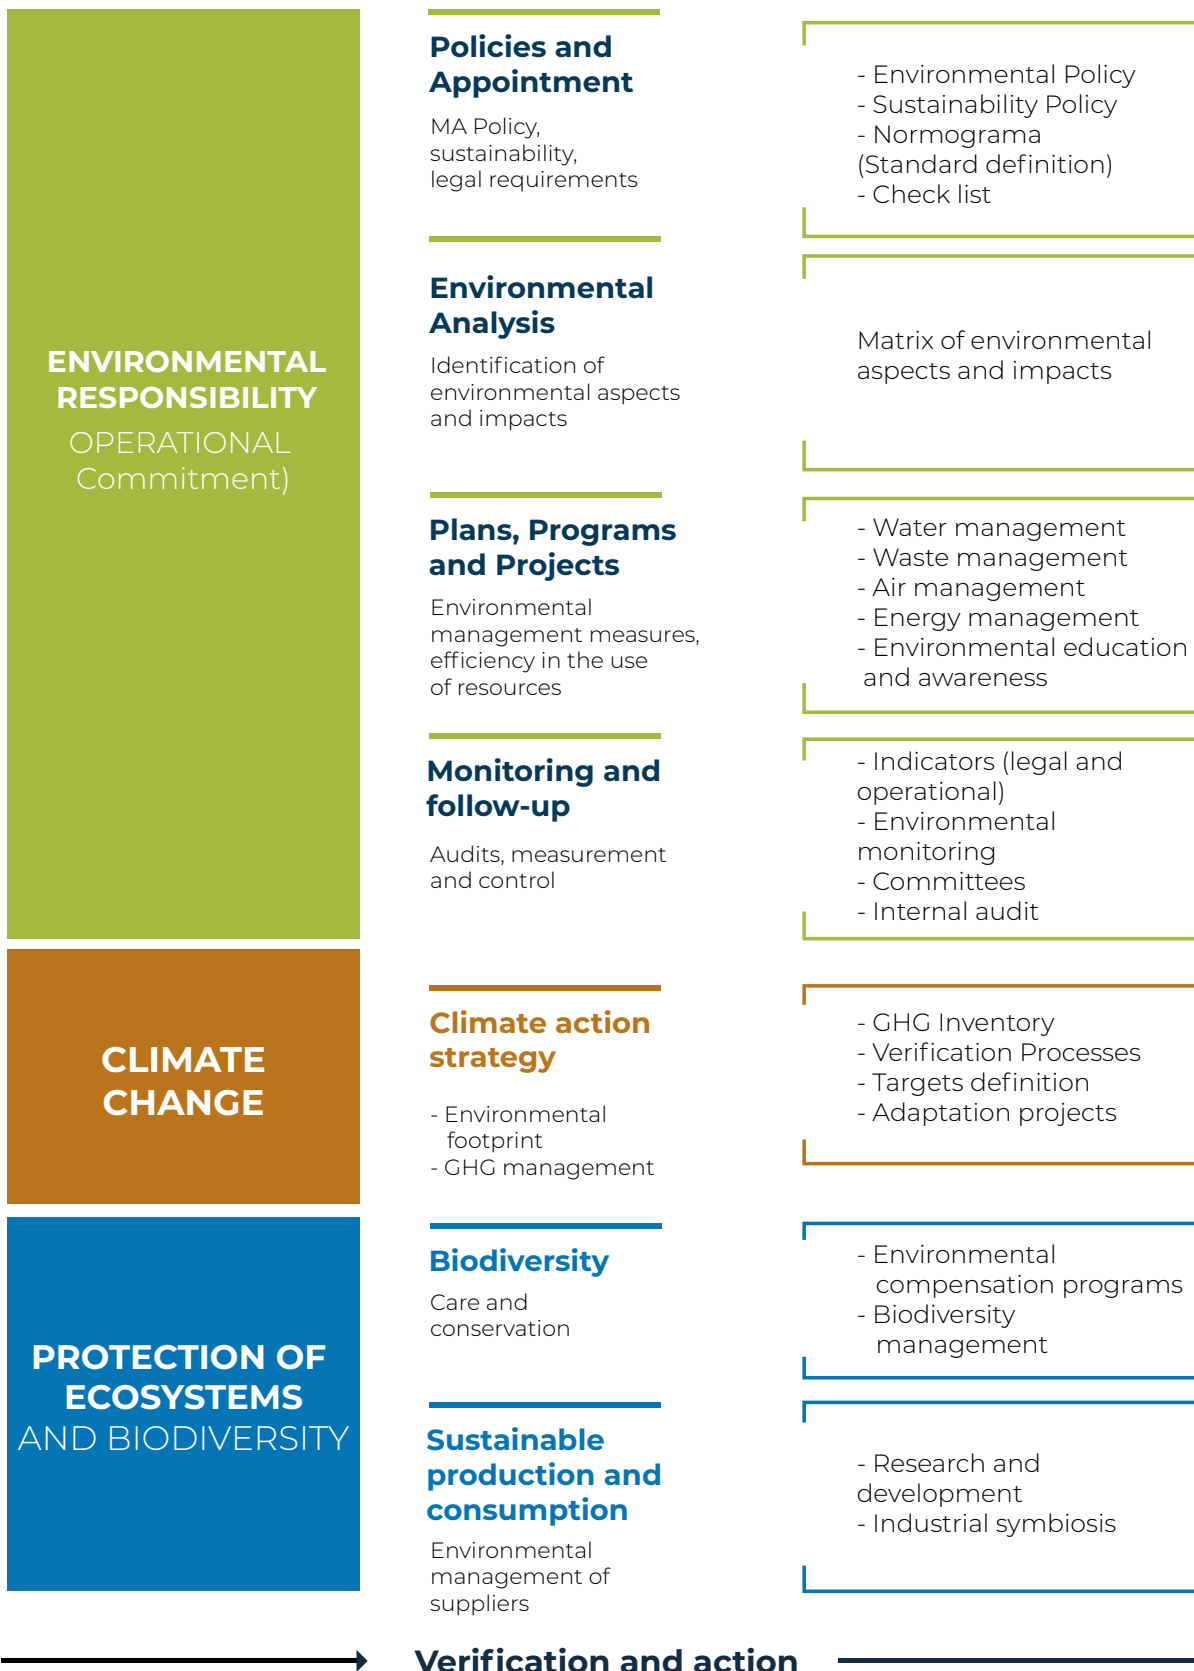 ENVIRONMENTAL
RESPONSIBILITY
OPERATIONAL
Commitment)
Policies and
Appointment
MA Policy,
sustainability,
legal requirements
- Environmental Policy
- Sustainability Policy
- Normograma
(Standard definition)
- Check list
Environmental
Analysis
Identification of
environmental aspects
and impacts
Matrix of environmental
aspects and impacts
Plans, Programs
and Projects
Environmental
management measures,
efficiency in the use
of resources
- Water management
- Waste management
- Air management
- Energy management
- Environmental education
and awareness
Monitoring and
follow-up
Audits, measurement
and control
- Indicators (legal and
operational)
- Environmental
monitoring
- Committees
- Internal audit
CLIMATE
CHANGE
Climate action
strategy
- Environmental
footprint
- GHG management
- GHG Inventory
- Verification Processes
- Targets definition
- Adaptation projects
PROTECTION OF
ECOSYSTEMS
AND BIODIVERSITY
Biodiversity
Care and
conservation
- Environmental
compensation programs
- Biodiversity
management
Sustainable
production and
consumption
Environmental
management of
suppliers
- Research and
development
- Industrial symbiosis
Verification and action